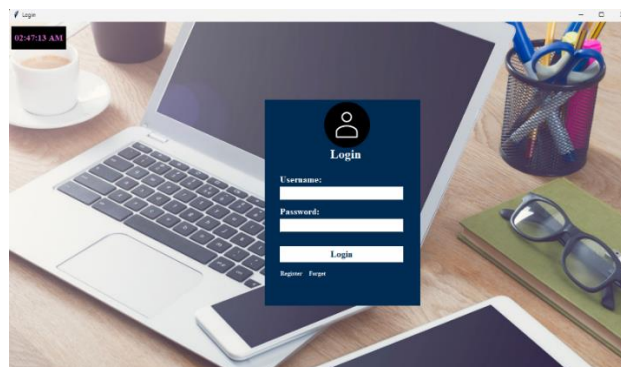 Login
02:47:13 AM
Login
Username:
Password:
Login
Register Forget